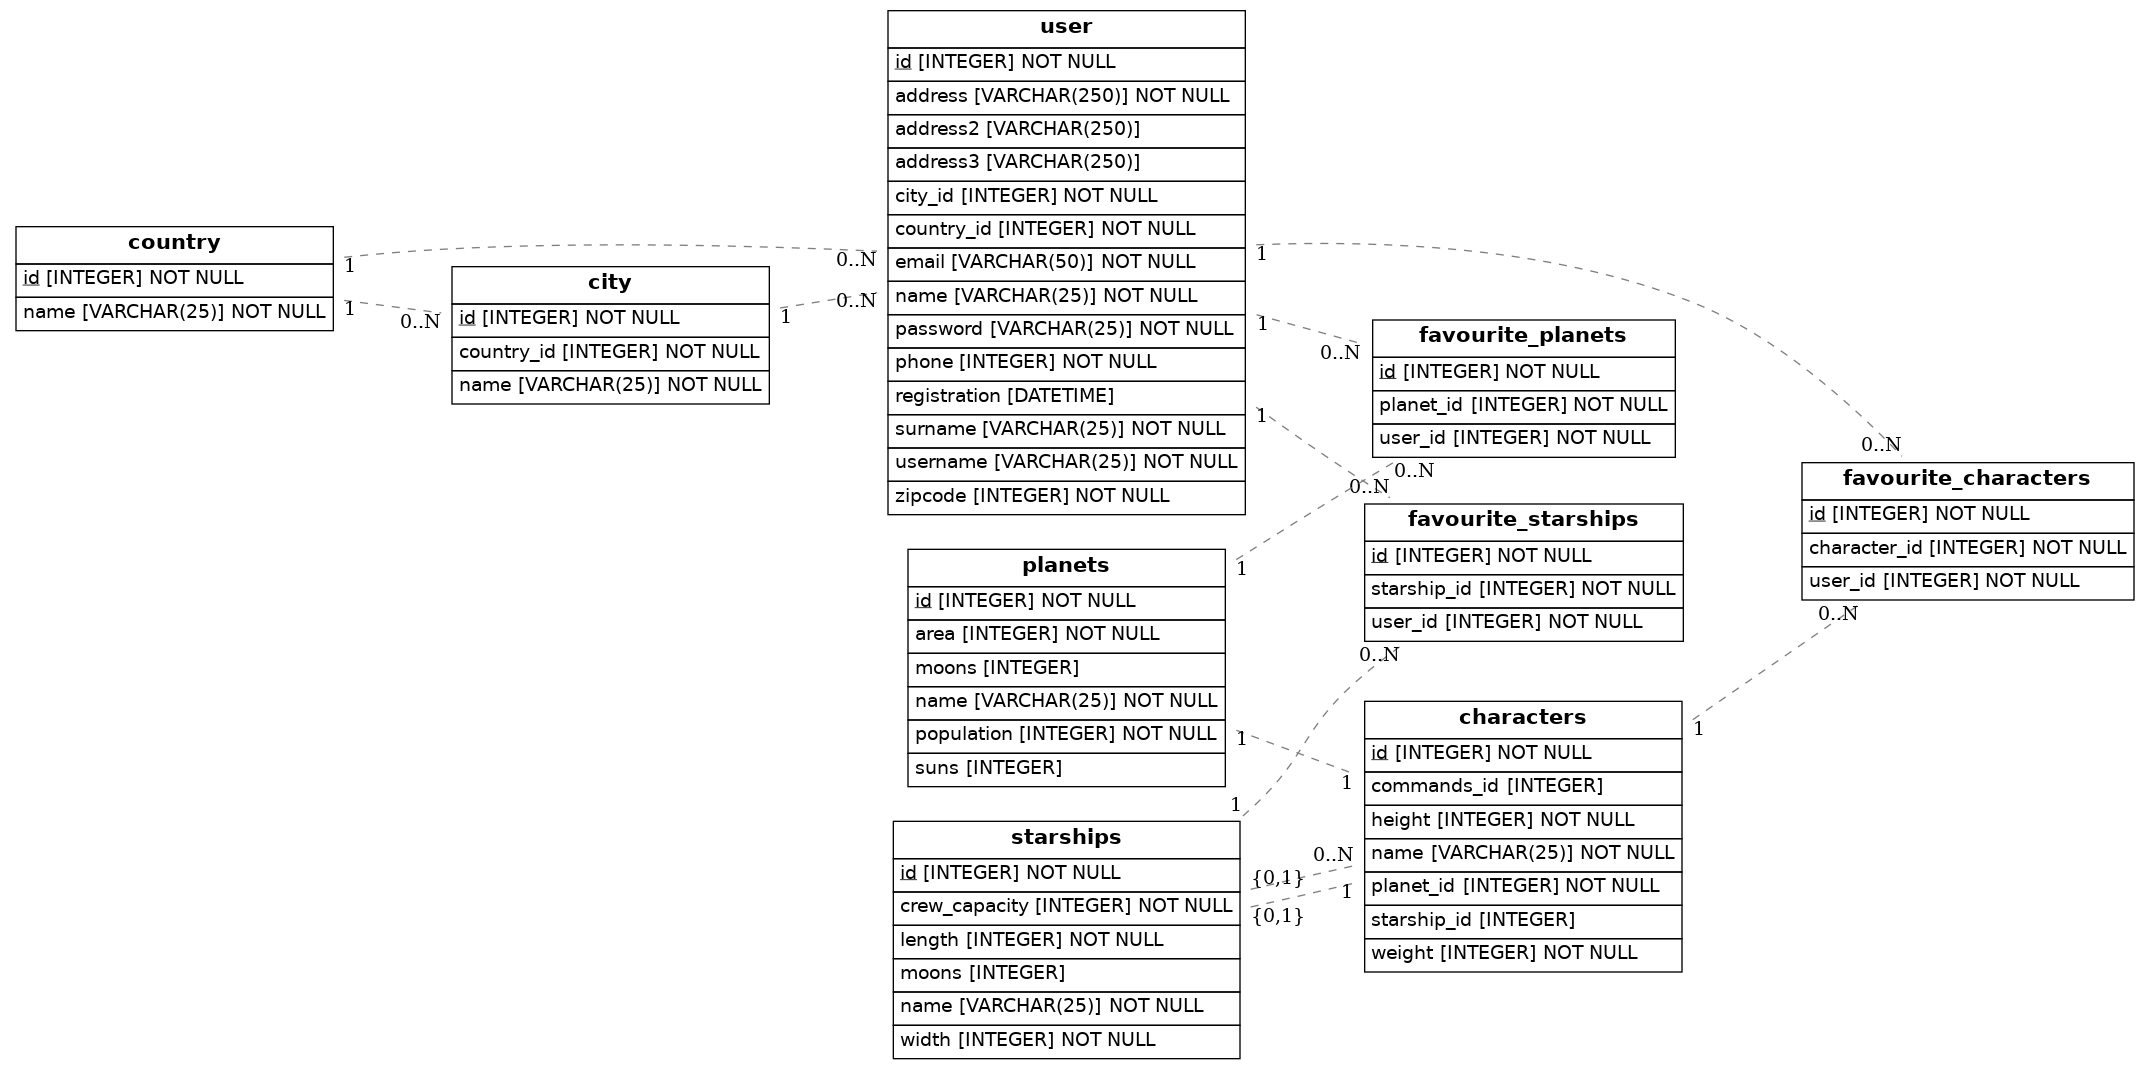 user
id [INTEGER] NOT NULL
address [VARCHAR(250)] NOT NULL
address2 [VARCHAR(250)]
address3 [VARCHAR(250)]
city_id [INTEGER] NOT NULL
country_id [INTEGER] NOT NULL
email [VARCHAR(50)] NOT NULL
name [VARCHAR(25)] NOT NULL
password [VARCHAR(25)] NOT NULL
phone [INTEGER] NOT NULL
registration [DATETIME]
surname [VARCHAR(25)] NOT NULL
username [VARCHAR(25)] NOT NULL
zipcode [INTEGER] NOT NULL
country
id [INTEGER] NOT NULL
name [VARCHAR(25)] NOT NULL
1
0..N
1
0..N
city
id [INTEGER] NOT NULL
country_id [INTEGER] NOT NULL
name [VARCHAR(25)] NOT NULL
1
0..N
1
0..N
1
0..N
1
0..N
favourite_planets
id [INTEGER] NOT NULL
planet_id [INTEGER] NOT NULL
user_id [INTEGER] NOT NULL
0..N
1
favourite_starships
id [INTEGER] NOT NULL
starship_id [INTEGER] NOT NULL
user_id [INTEGER] NOT NULL
0..N
1
favourite_characters
id [INTEGER] NOT NULL
character_id [INTEGER] NOT NULL
user_id [INTEGER] NOT NULL
0..N
1
planets
id [INTEGER] NOT NULL
area [INTEGER] NOT NULL
moons [INTEGER]
name [VARCHAR(25)] NOT NULL
population [INTEGER] NOT NULL
suns [INTEGER]
1
1
characters
id [INTEGER] NOT NULL
commands_id [INTEGER]
height [INTEGER] NOT NULL
name [VARCHAR(25)] NOT NULL
planet_id [INTEGER] NOT NULL
starship_id [INTEGER]
weight [INTEGER] NOT NULL
starships
id [INTEGER] NOT NULL
crew_capacity [INTEGER] NOT NULL
length [INTEGER] NOT NULL
moons [INTEGER]
name [VARCHAR(25)] NOT NULL
width [INTEGER] NOT NULL
{0,1}
0..N
{0,1}
1